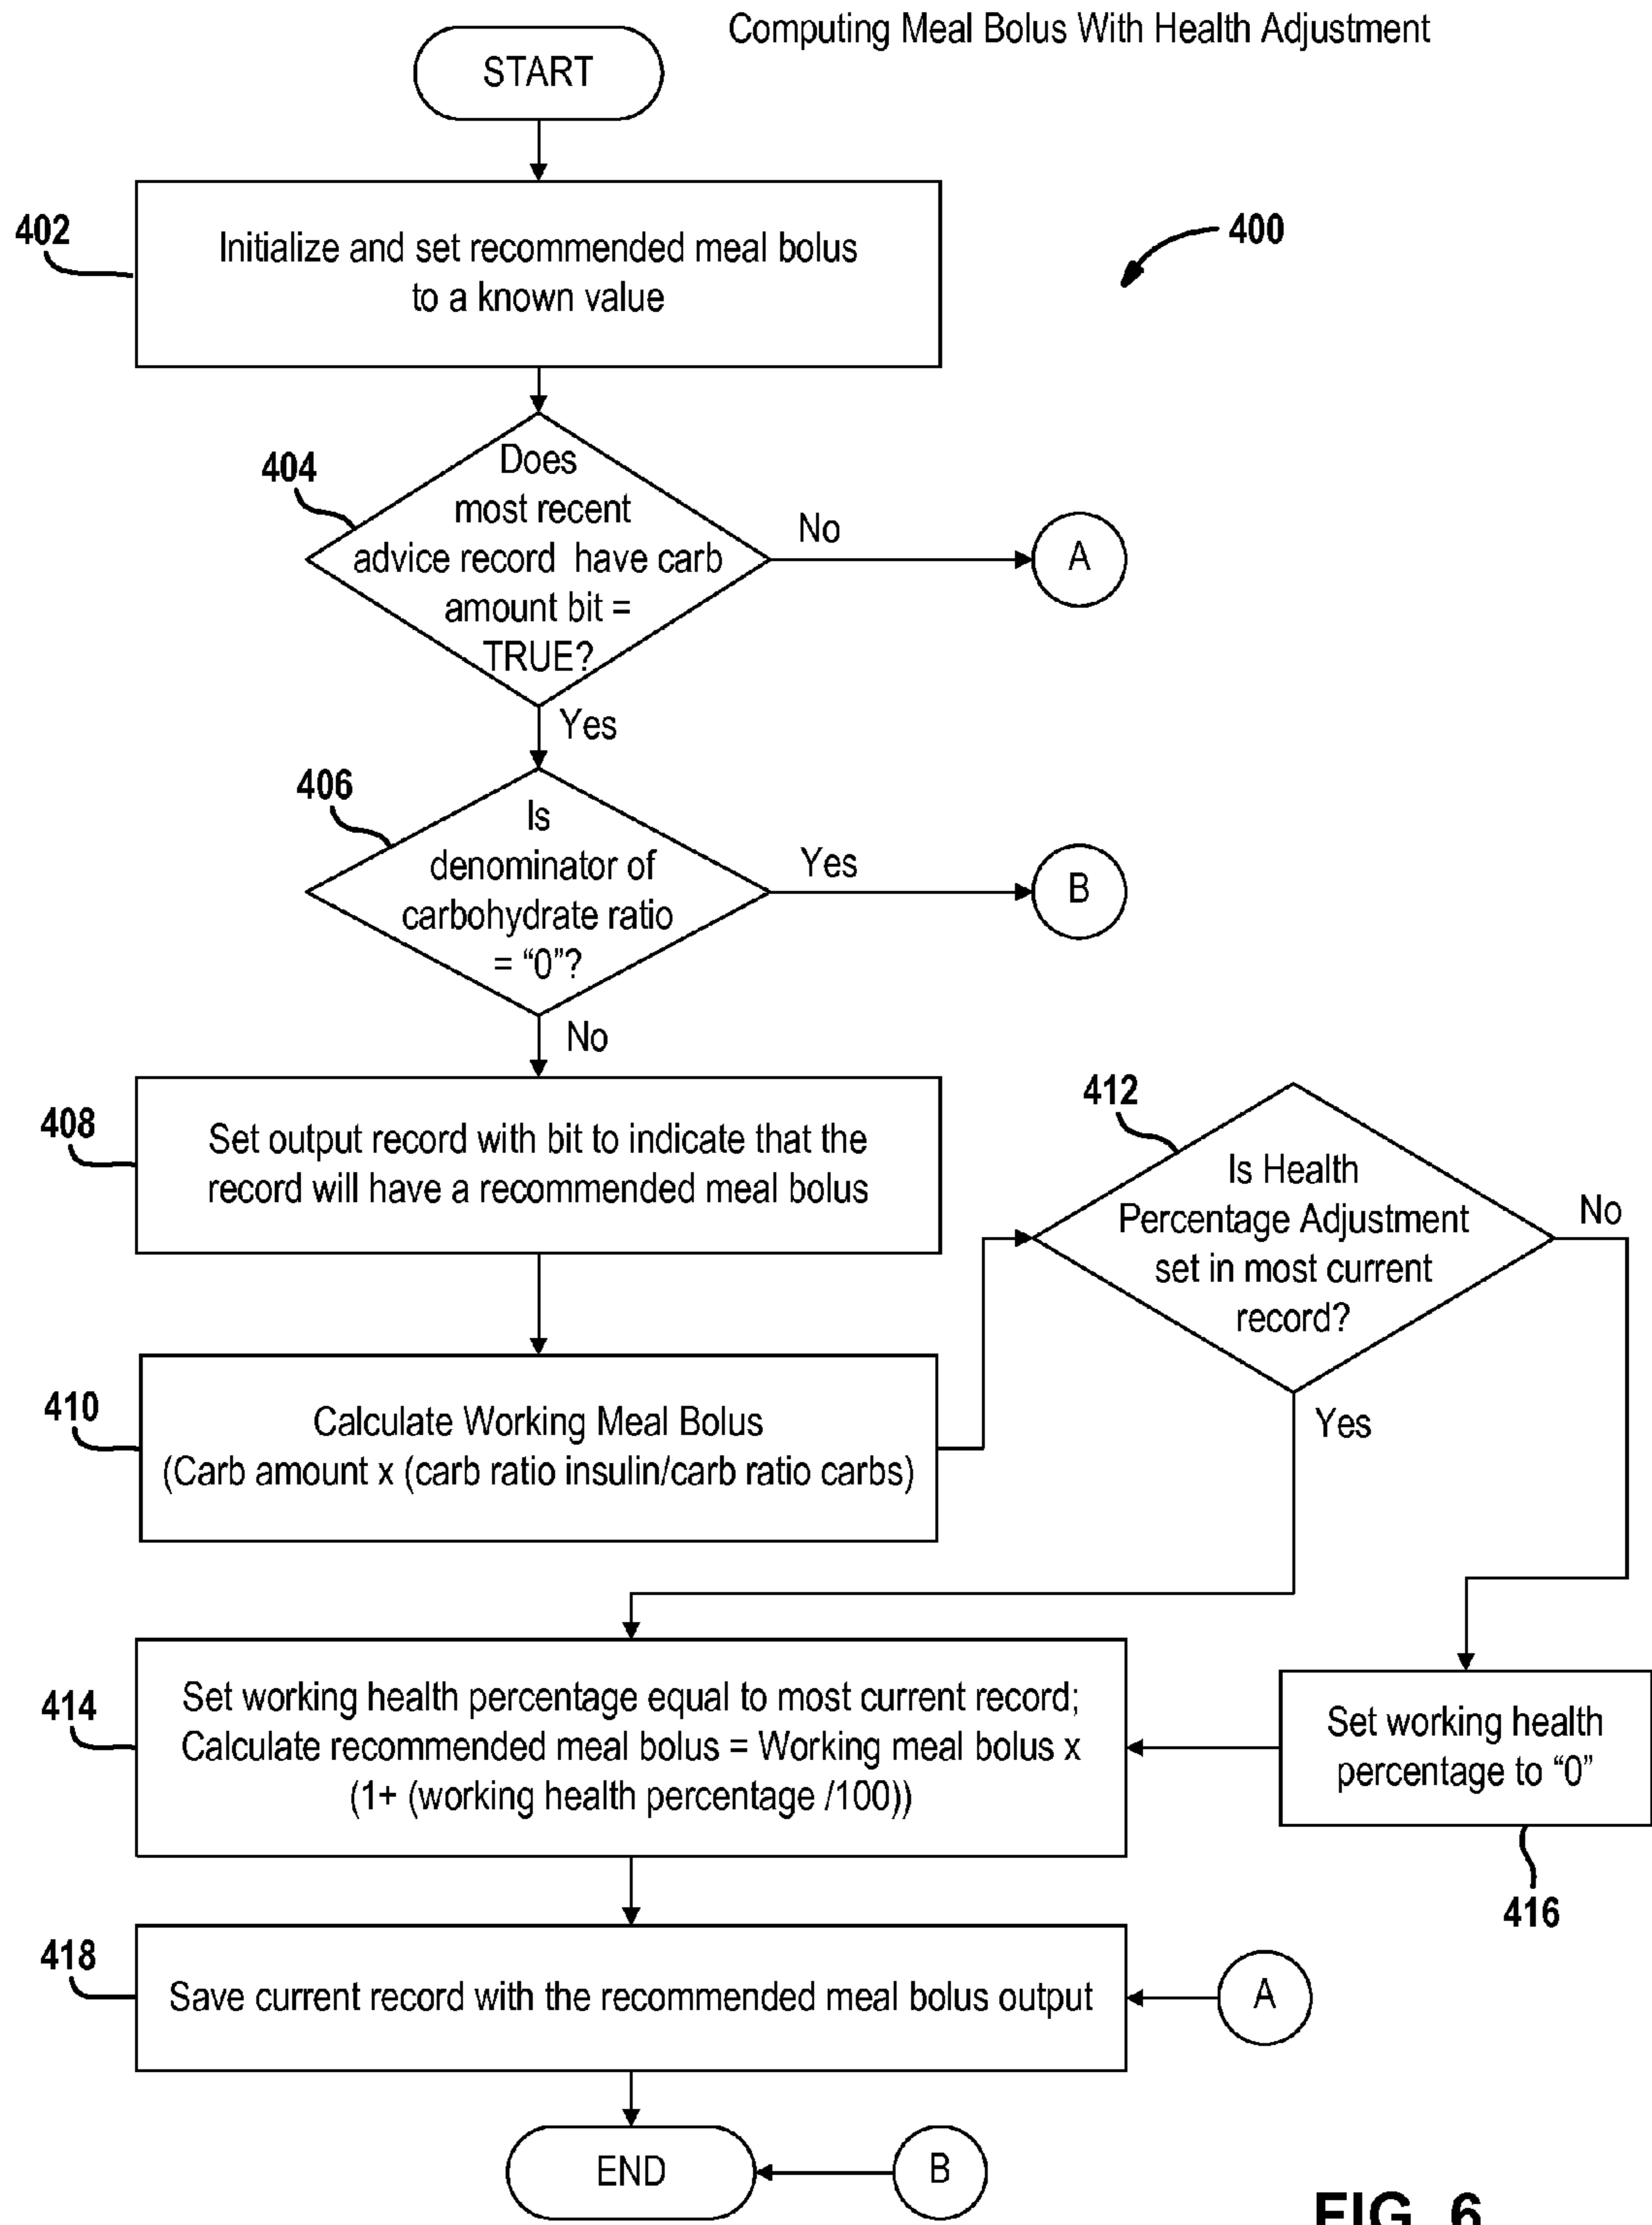 Computing Meal Bolus With Health Adjustment
START
402
Initialize and set recommended meal bolus
to a known value
400
404
Does
most recent
advice record have carb
amount bit =
TRUE?
No
A
Yes
406
Is
denominator of
carbohydrate ratio
= “0”?
Yes
B
No
408
Set output record with bit to indicate that the
record will have a recommended meal bolus
412
Is Health
Percentage Adjustment
set in most current
record?
No
Yes
410
Calculate Working Meal Bolus
(Carb amount x (carb ratio insulin/carb ratio carbs)
414
Set working health percentage equal to most current record;
Calculate recommended meal bolus = Working meal bolus x
(1+ (working health percentage /100))
Set working health
percentage to “0”
416
418
Save current record with the recommended meal bolus output
A
END
B
FIG. 6